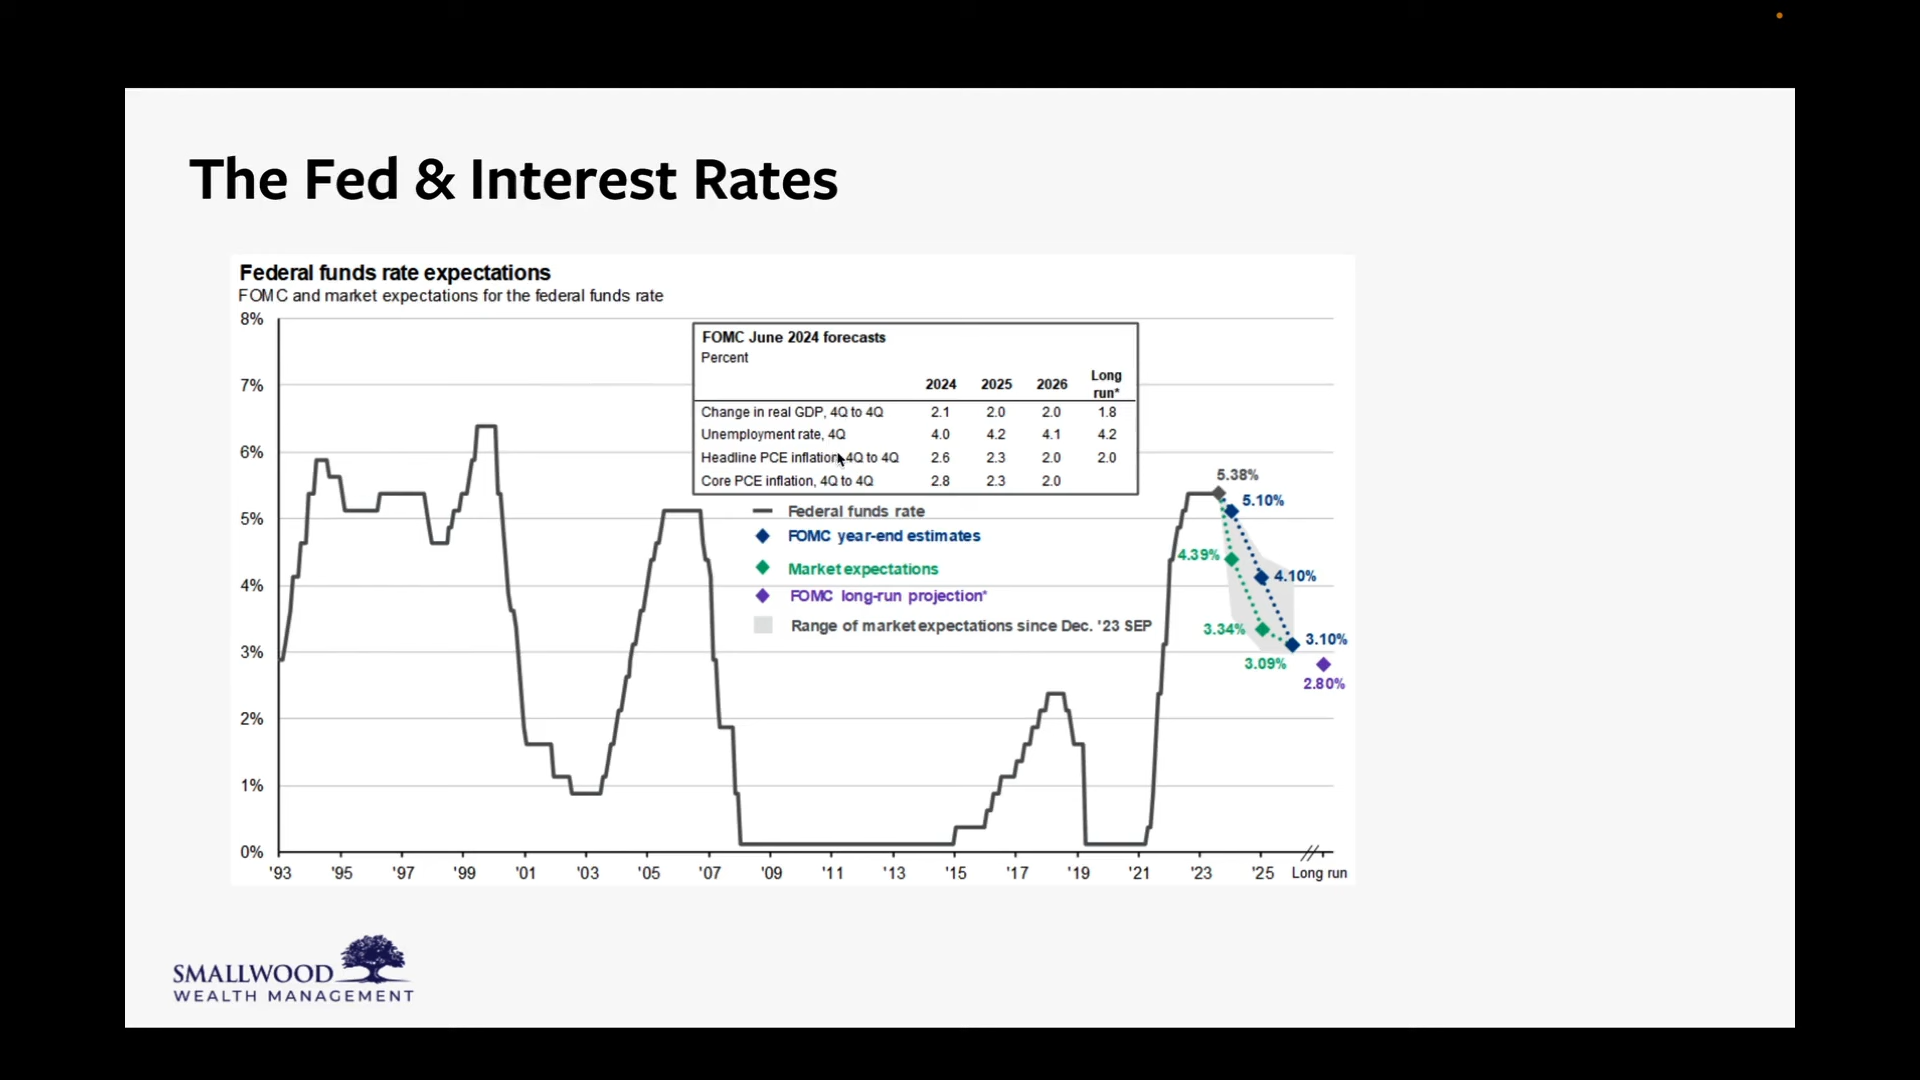 The Fed & Interest Rates
Federal funds rate expectations
FOMC and market expectations for the federal funds rate
8%
7%
6%
5%
4%
3%
2%
1%
0%
FOMC June 2024 forecasts
Percent
2024 2025 2026 Long run*
Change in real GDP, 4Q to 4Q 2.1 2.0 2.0 1.8
Unemployment rate, 4Q 4.0 4.2 4.1 4.2
Headline PCE inflation, 4Q to 4Q 2.6 2.3 2.0 2.0
Core PCE inflation, 4Q to 4Q 2.8 2.3 2.0
Federal funds rate
FOMC year-end estimates
Market expectations
FOMC long-run projection*
Range of market expectations since Dec. '23 SEP
5.38%
5.10%
4.39%
4.10%
3.34%
3.10%
3.09%
2.80%
'93 '95 '97 '99 '01 '03 '05 '07 '09 '11 '13 '15 '17 '19 '21 '23 '25 Long run
SMALLWOOD
WEALTH MANAGEMENT